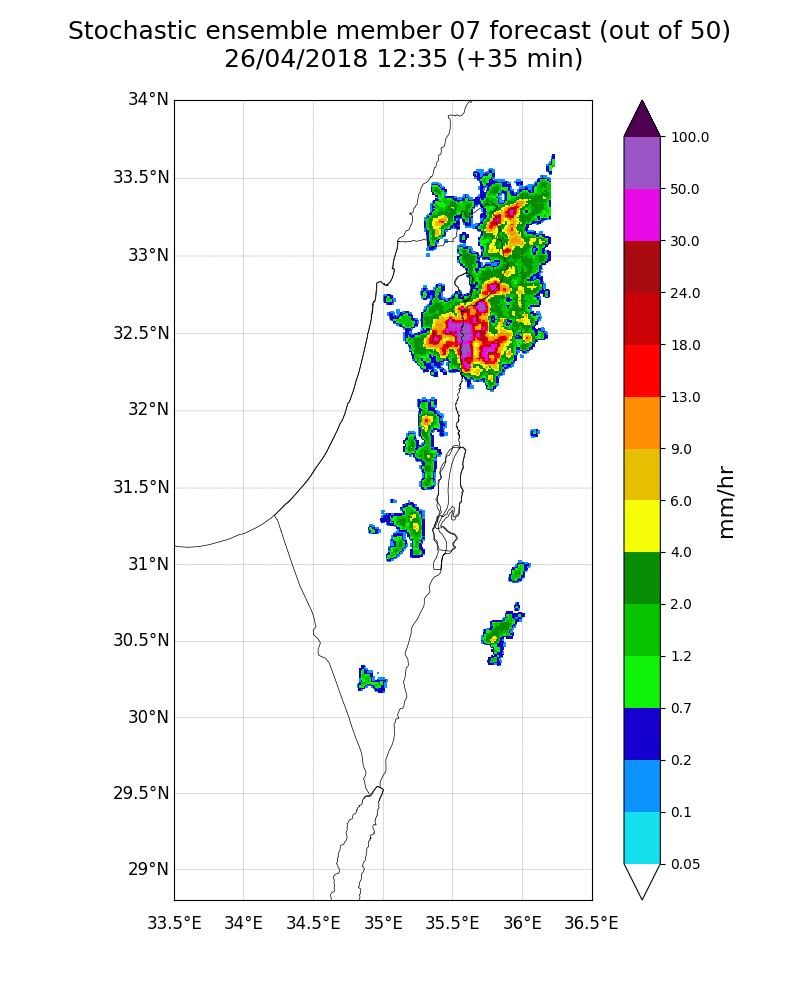 Stochastic ensemble member 07 forecast (out of 50)
26/04/2018 12:35 (+35 min)
34°N
33.5°N
33°N
32.5°N
32°N
31.5°N
31°N
30.5°N
30°N
29.5°N
29°N
33.5°E
34°E
34.5°E
35°E
35.5°E
36°E
36.5°E
100.0
50.0
30.0
24.0
18.0
13.0
9.0
6.0
4.0
2.0
1.2
0.7
0.2
0.1
0.05
mm/hr